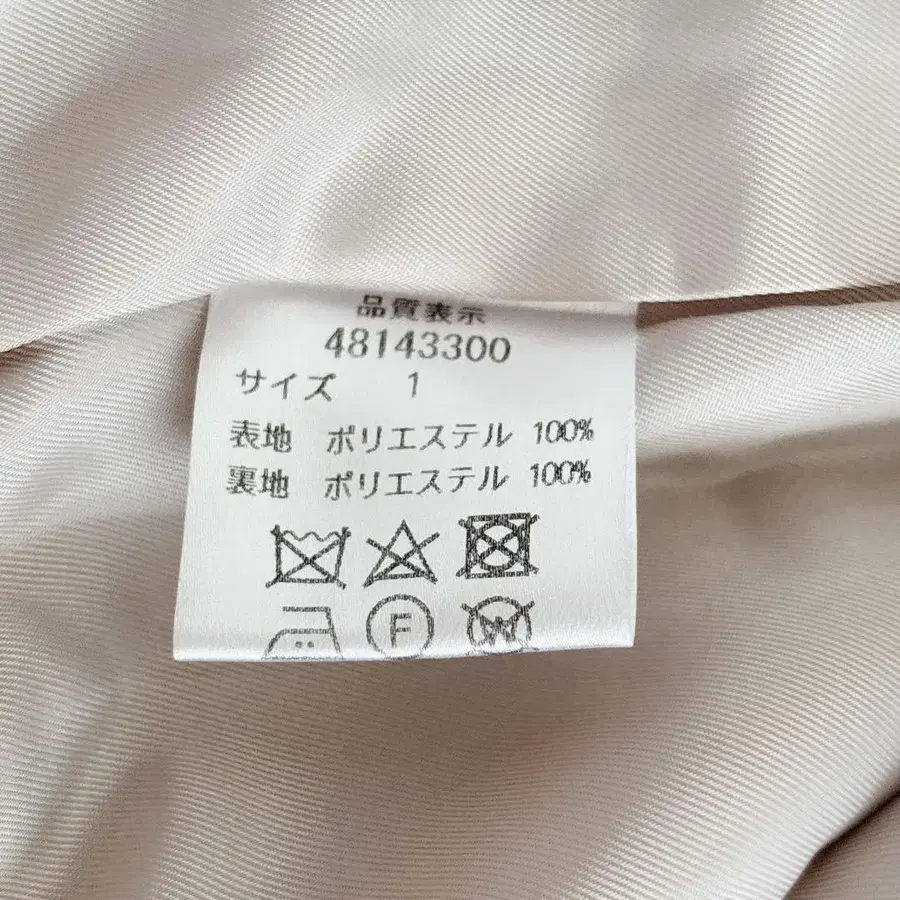 品質表示
48143300
サイズ 1
表地 ポリエステル 100%
裏地 ポリエステル 100%
F W